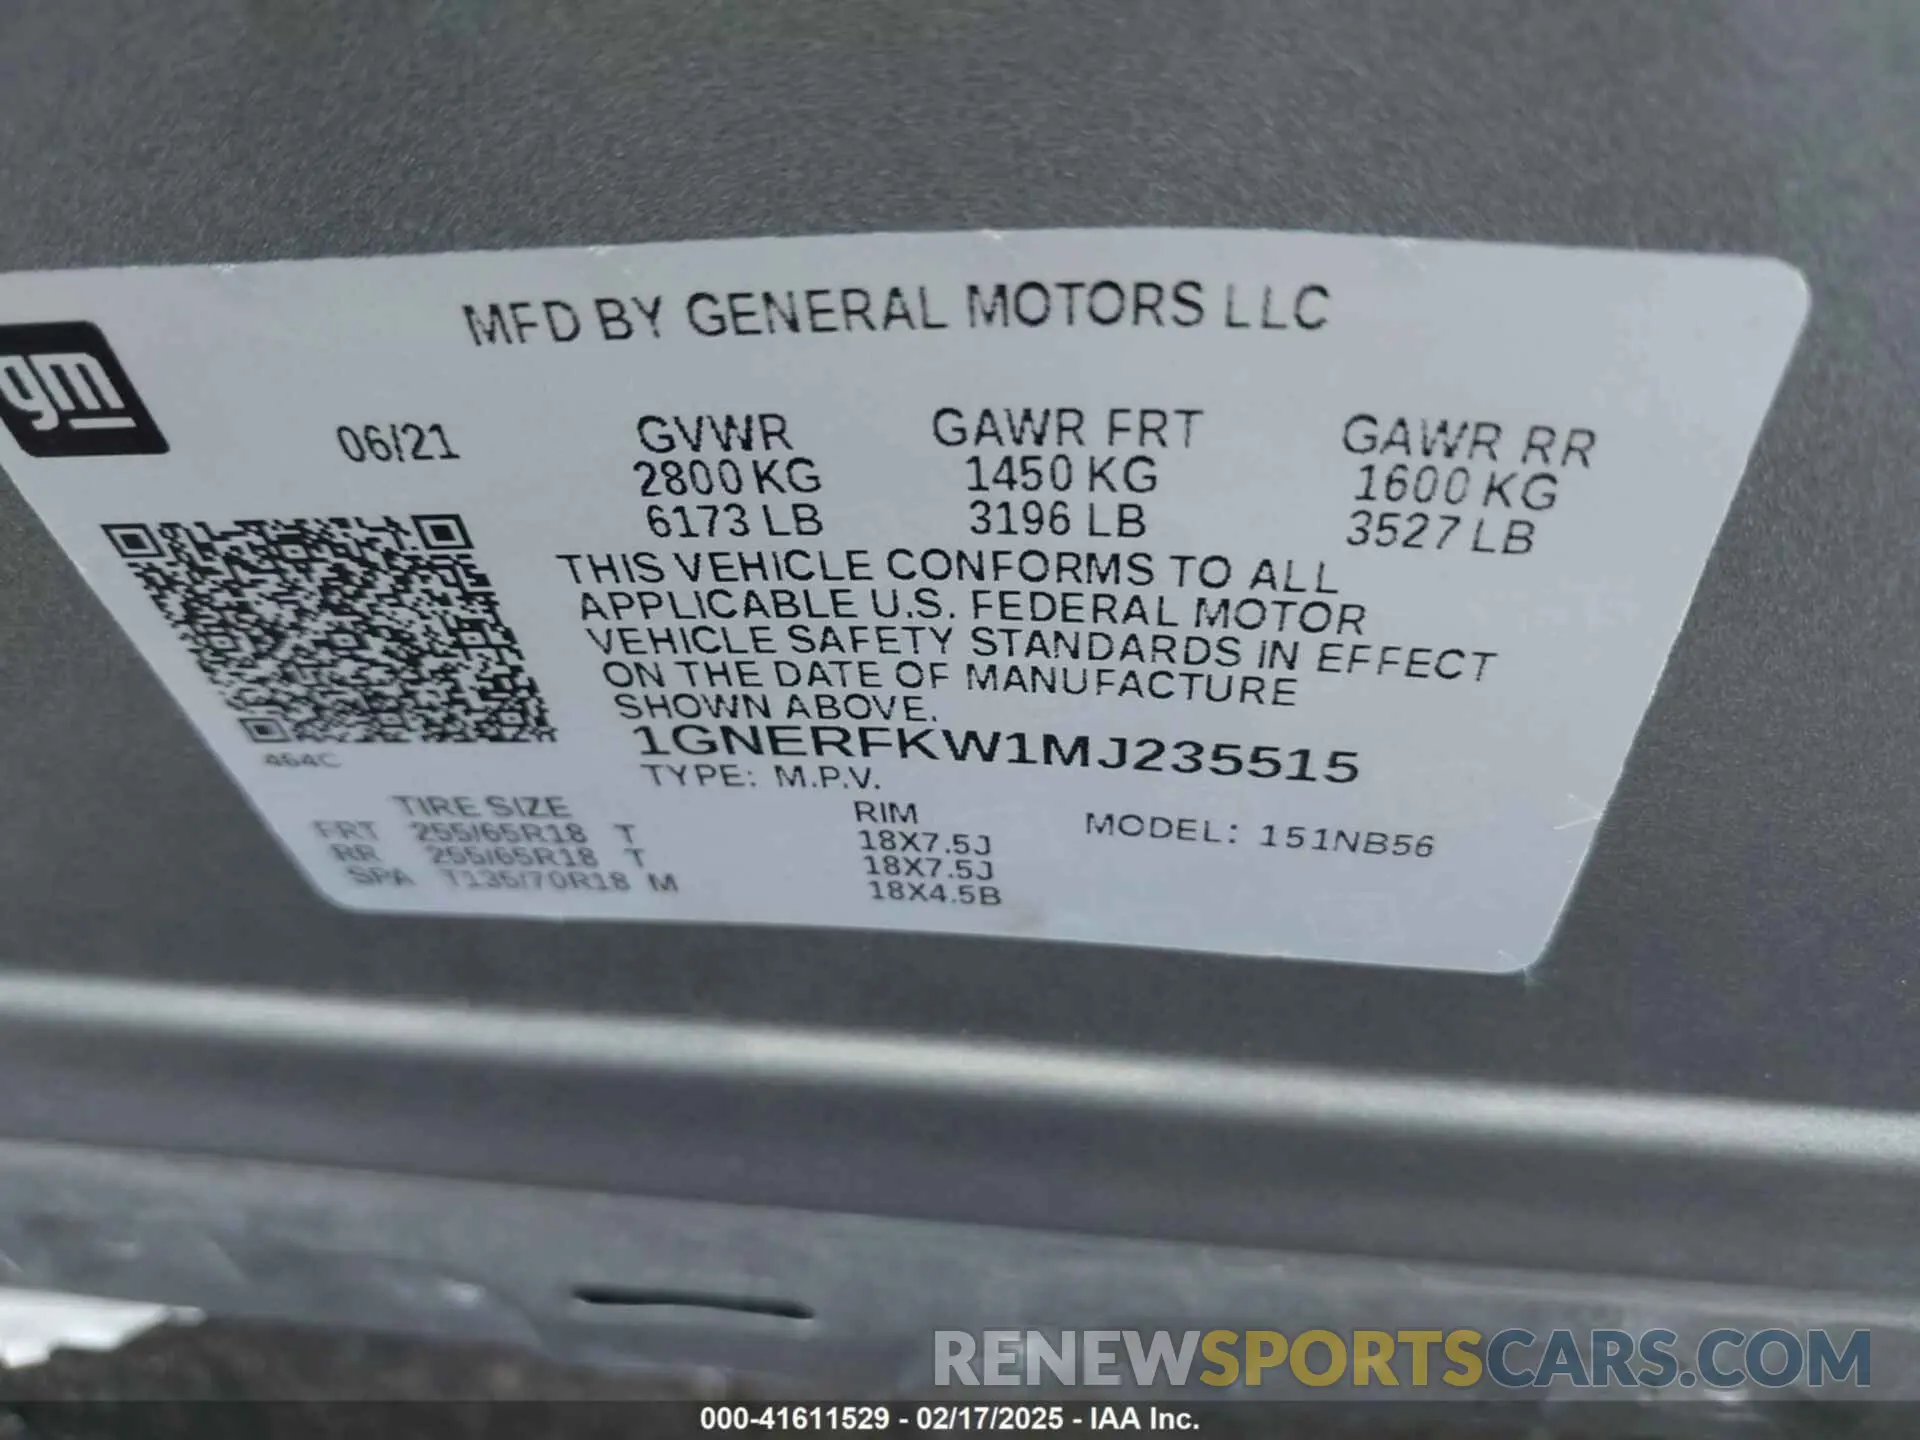 MFD BY GENERAL MOTORS LLC
gm
06/21 GVWR GAWR FRT GAWR RR
2800 KG 1450 KG 1600 KG
6173 LB 3196 LB 3527 LB
THIS VEHICLE CONFORMS TO ALL
APPLICABLE U.S. FEDERAL MOTOR
VEHICLE SAFETY STANDARDS IN EFFECT
ON THE DATE OF MANUFACTURE
SHOWN ABOVE.
1GNERFKW1MJ235515
464C
TYPE: M.P.V.
TIRE SIZE RIM MODEL: 151NB56
FRT 255/65R18 T 18X7.5J
RR 255/65R18 T 18X7.5J
SPA T135/70R18 M 18X4.5B
RENEWSPORTSCARS.COM
000-41611529 - 02/17/2025 - IAA Inc.